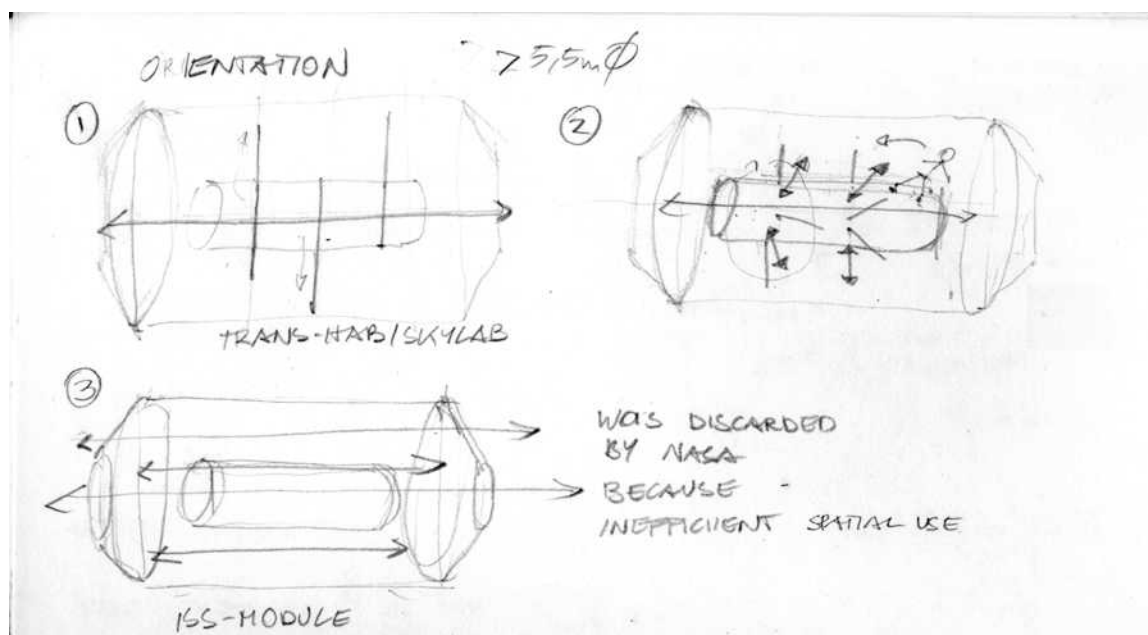 ORIENTATION
> 5,5m Ø
1
2
TRANS-HAB/SKYLAB
3
WAS DISCARDED
BY NASA
BECAUSE -
INEFFICIENT SPATIAL USE
ISS-MODULE